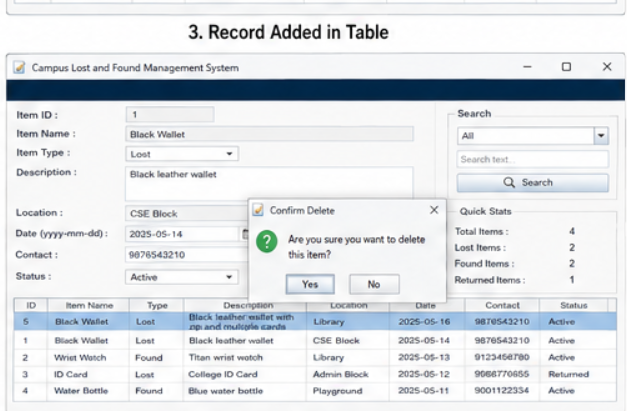 3. Record Added in Table
Campus Lost and Found Management System
Item ID :
1
Item Name :
Black Wallet
Item Type :
Lost
Description :
Black leather wallet
Location :
CSE Block
Date (yyyy-mm-dd) :
2025-05-14
Contact :
9876543210
Status :
Active
Search
All
Search text...
Search
Quick Stats
Total Items : 4
Lost Items : 2
Found Items : 2
Returned Items : 1
Confirm Delete
Are you sure you want to delete
this item?
Yes No
ID Item Name Type Description Location Date Contact Status
5 Black Wallet Lost Black leather wallet with zip and multiple cards Library 2025-05-16 9876543210 Active
1 Black Wallet Lost Black leather wallet CSE Block 2025-05-14 9876543210 Active
2 Wrist Watch Found Titan wrist watch Library 2025-05-13 9123456780 Active
3 ID Card Lost College ID Card Admin Block 2025-05-12 Returned
4 Water Bottle Found Blue water bottle Playground 2025-05-11 9001122334 Active